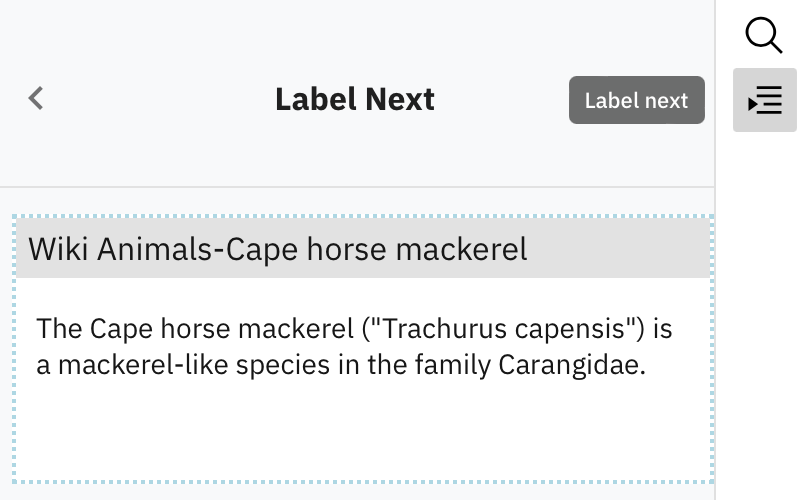 Label Next
Label next
Wiki Animals-Cape horse mackerel
The Cape horse mackerel ("Trachurus capensis") is
a mackerel-like species in the family Carangidae.